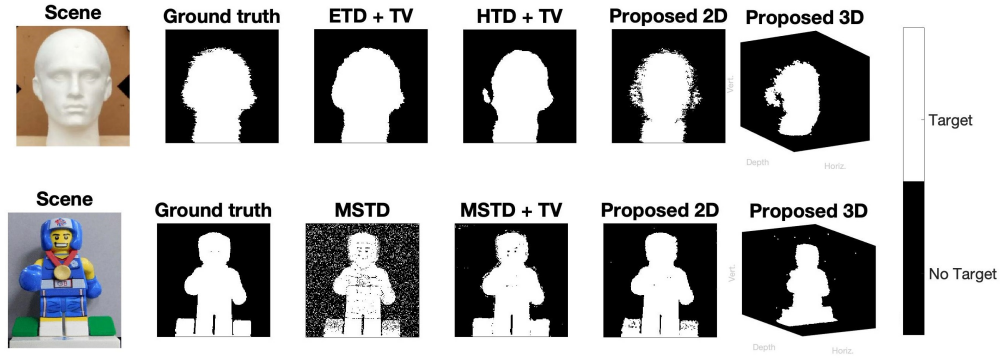 Scene
Ground truth
ETD + TV
HTD + TV
Proposed 2D
Proposed 3D
Vert.
Depth
Horiz.
Target
Scene
Ground truth
MSTD
MSTD + TV
Proposed 2D
Proposed 3D
Vert.
No Target
Depth
Horiz.